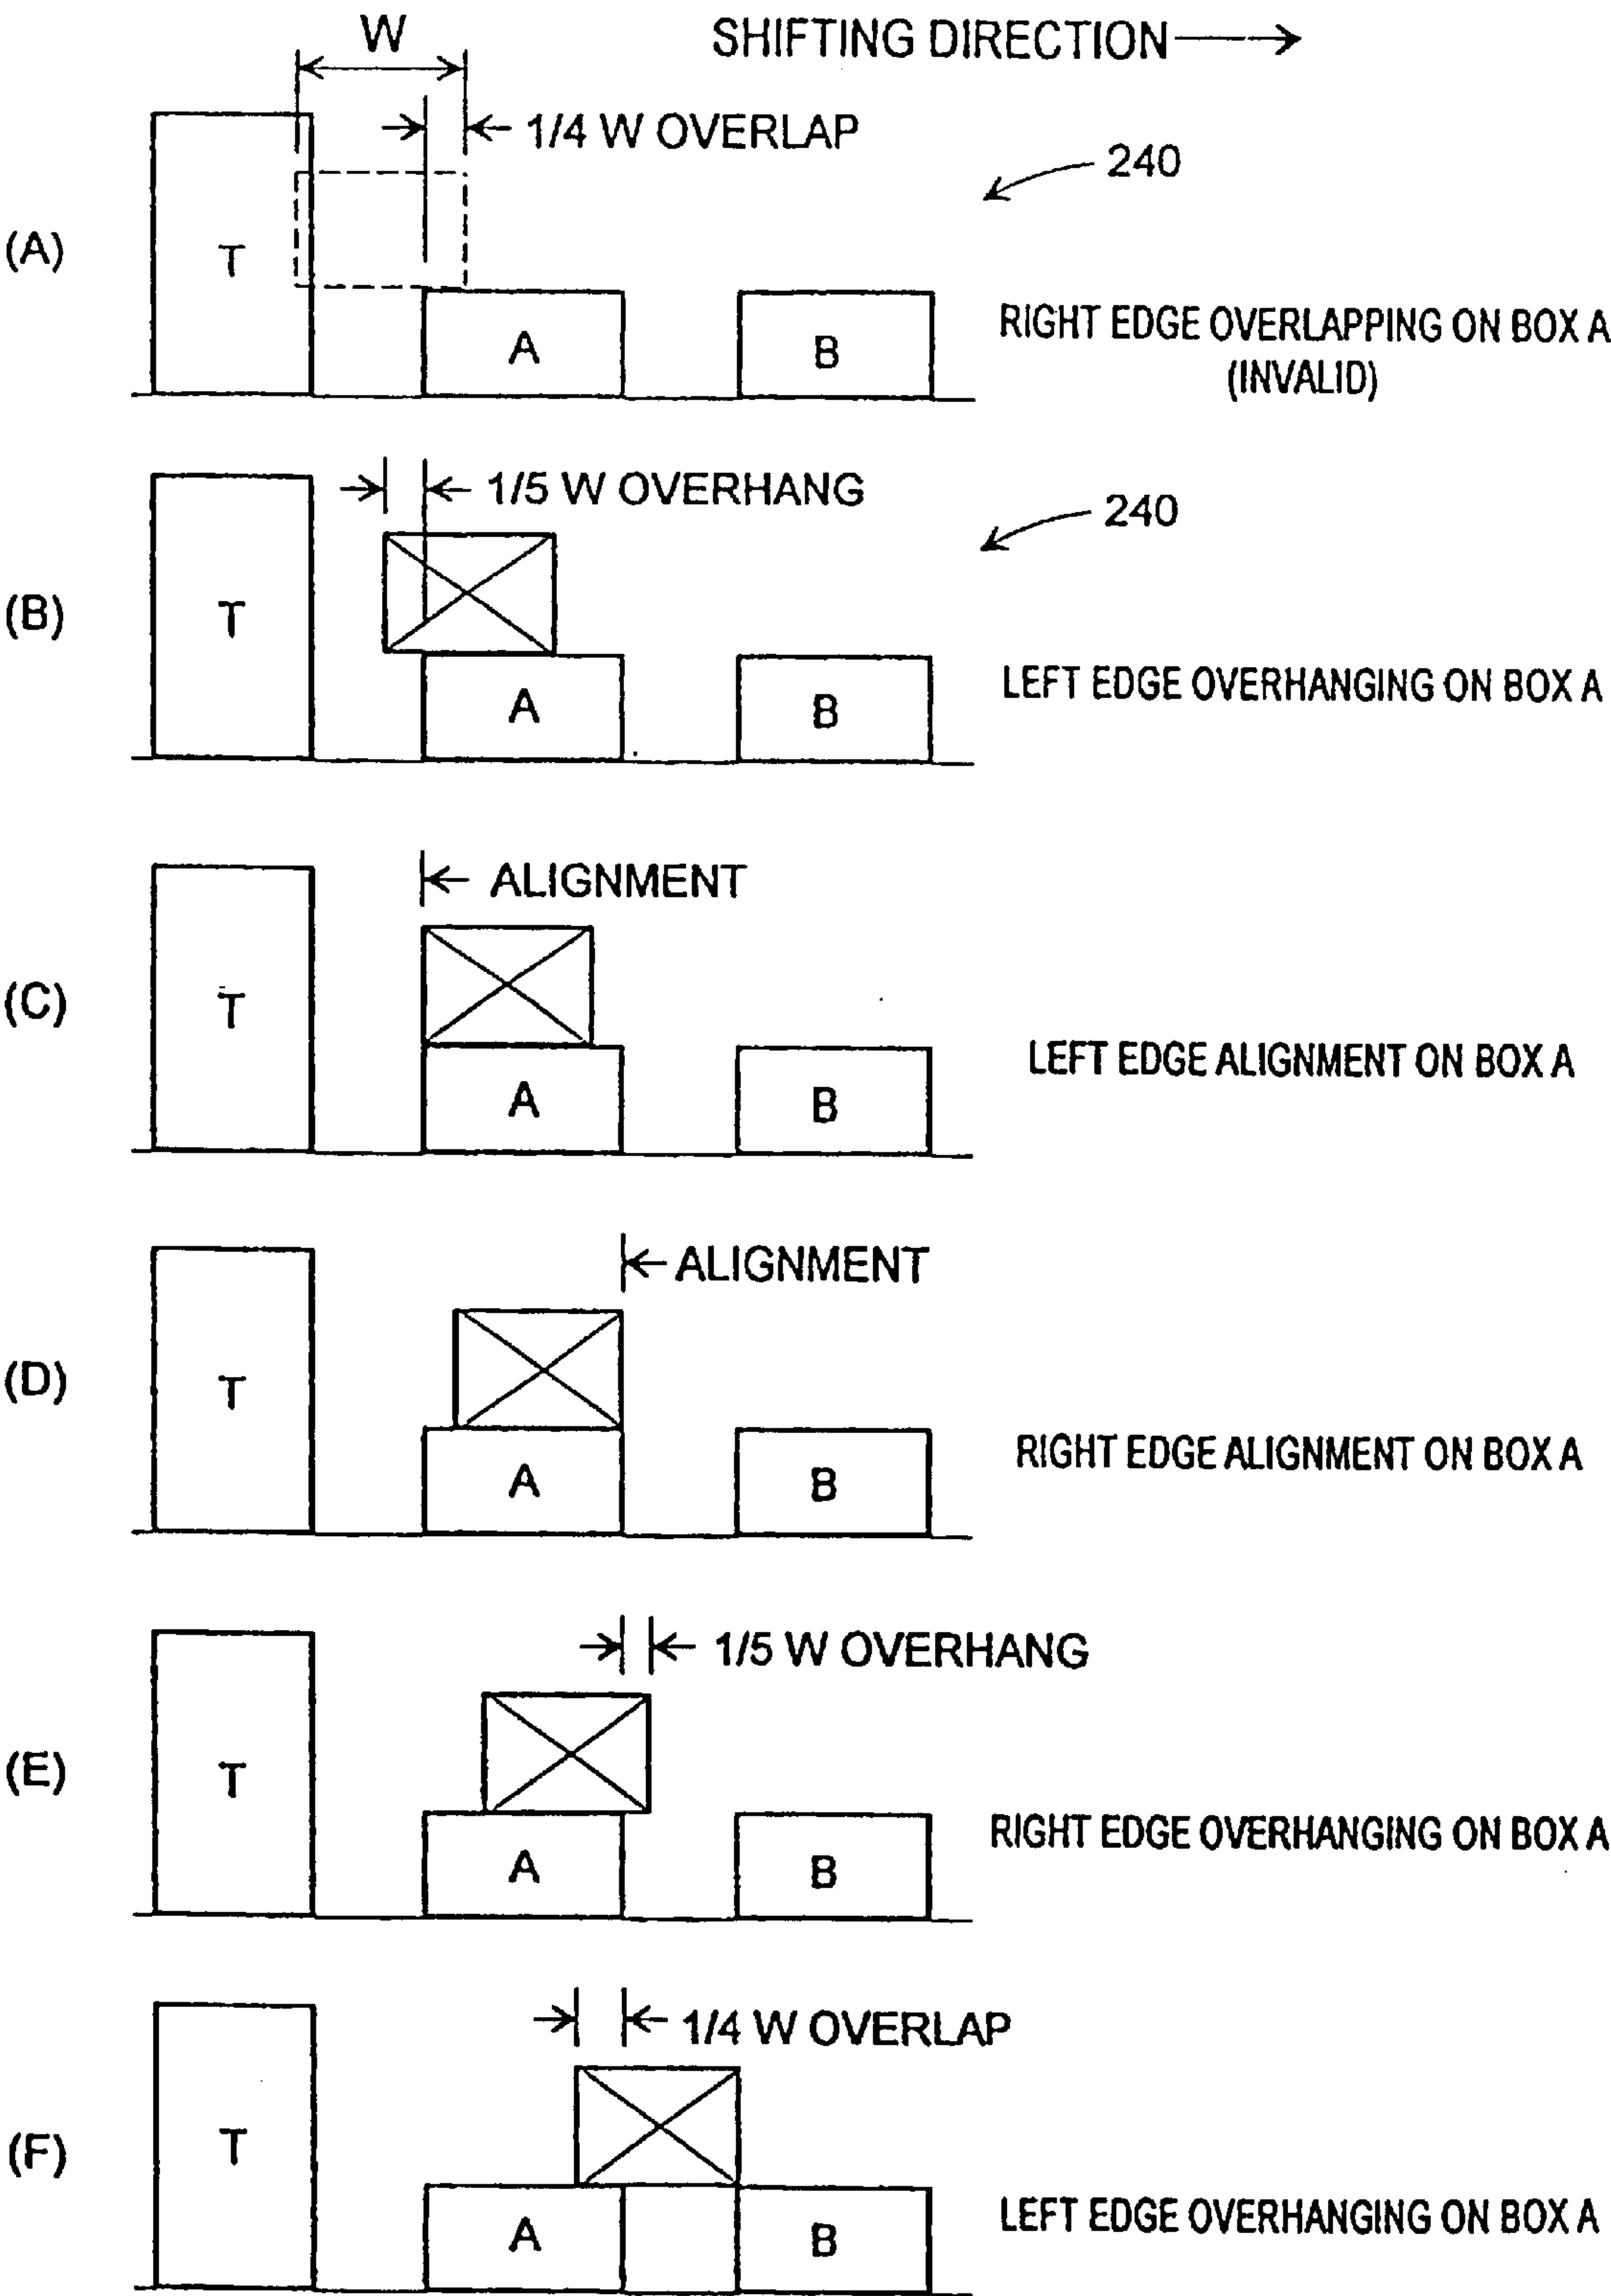 W
SHIFTING DIRECTION
1/4 W OVERLAP
240
(A)
T
A
B
RIGHT EDGE OVERLAPPING ON BOX A
(INVALID)
1/5 W OVERHANG
240
(B)
T
A
B
LEFT EDGE OVERHANGING ON BOX A
ALIGNMENT
(C)
T
A
B
LEFT EDGE ALIGNMENT ON BOX A
ALIGNMENT
(D)
T
A
B
RIGHT EDGE ALIGNMENT ON BOX A
1/5 W OVERHANG
(E)
T
A
B
RIGHT EDGE OVERHANGING ON BOX A
1/4 W OVERLAP
(F)
T
A
B
LEFT EDGE OVERHANGING ON BOX A